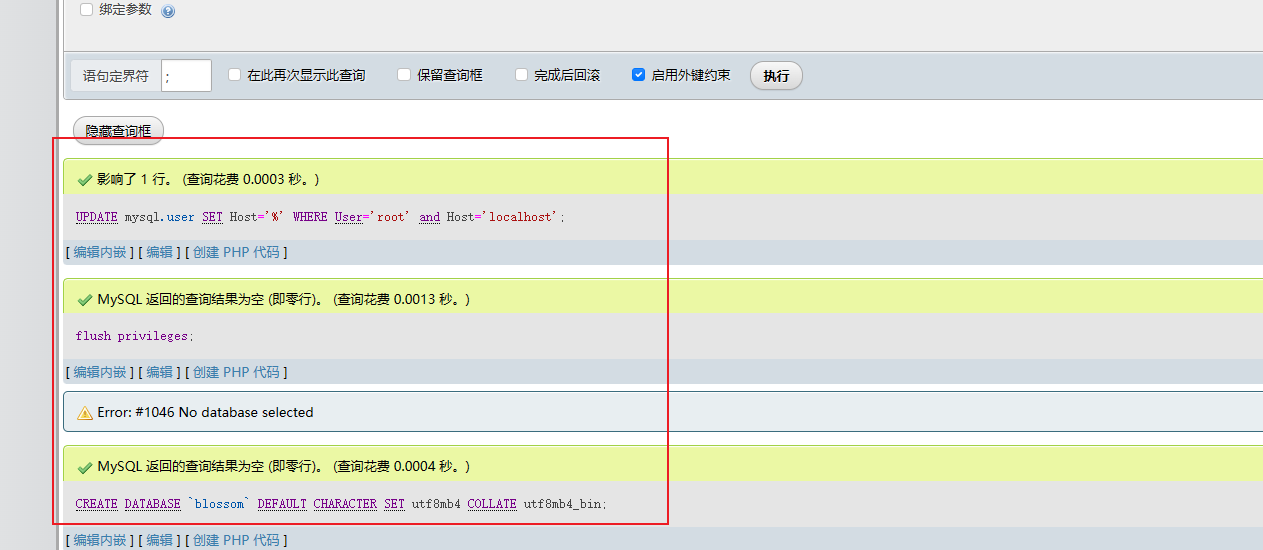 绑定参数
语句定界符 ; 在此再次显示此查询 保留查询框 完成后回滚 启用外键约束 执行
隐藏查询框
影响了 1 行。 (查询花费 0.0003 秒。)
UPDATE mysql.user SET Host='%' WHERE User='root' and Host='localhost';
[ 编辑内嵌 ] [ 编辑 ] [ 创建 PHP 代码 ]
MySQL 返回的查询结果为空 (即零行)。 (查询花费 0.0013 秒。)
flush privileges;
[ 编辑内嵌 ] [ 编辑 ] [ 创建 PHP 代码 ]
Error: #1046 No database selected
MySQL 返回的查询结果为空 (即零行)。 (查询花费 0.0004 秒。)
CREATE DATABASE `blossom` DEFAULT CHARACTER SET utf8mb4 COLLATE utf8mb4_bin;
[ 编辑内嵌 ] [ 编辑 ] [ 创建 PHP 代码 ]